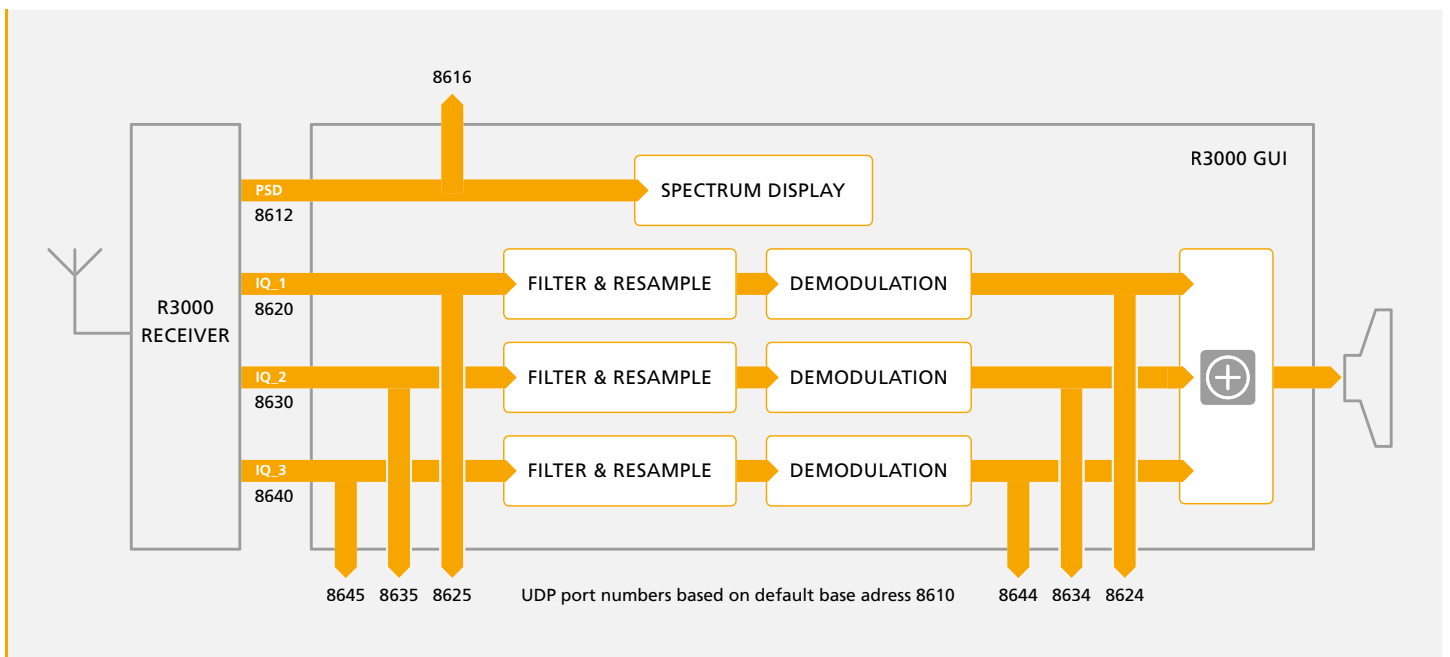 8616
R3000 GUI
PSD
SPECTRUM DISPLAY
8612
IQ_1
FILTER & RESAMPLE
DEMODULATION
8620
R3000
RECEIVER
IQ_2
FILTER & RESAMPLE
DEMODULATION
8630
IQ_3
FILTER & RESAMPLE
DEMODULATION
8640
8645
8635
8625
UDP port numbers based on default base adress 8610
8644
8634
8624